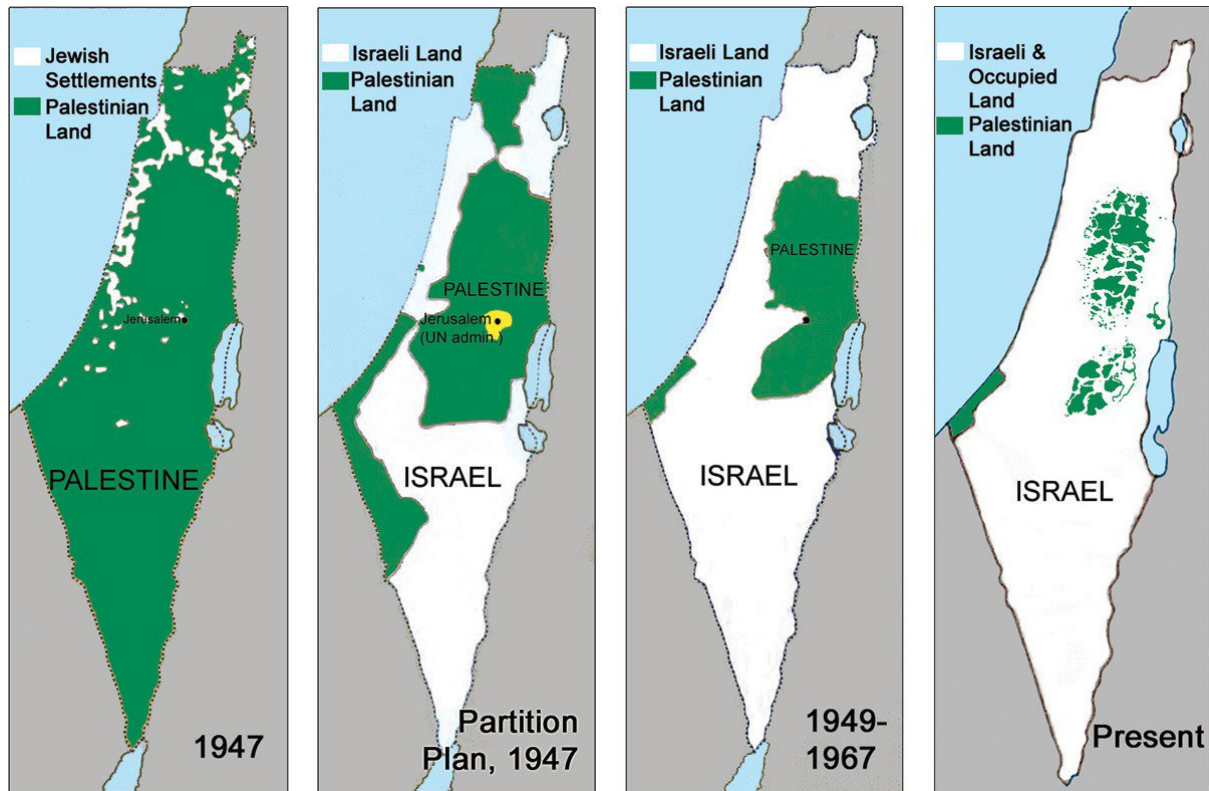 Jewish
Settlements
Palestinian
Land
Jerusalem
PALESTINE
1947
Israeli Land
Palestinian
Land
PALESTINE
Jerusalem
(UN admin.)
ISRAEL
Partition
Plan, 1947
Israeli Land
Palestinian
Land
PALESTINE
ISRAEL
1949-
1967
Israeli &
Occupied
Land
Palestinian
Land
ISRAEL
Present